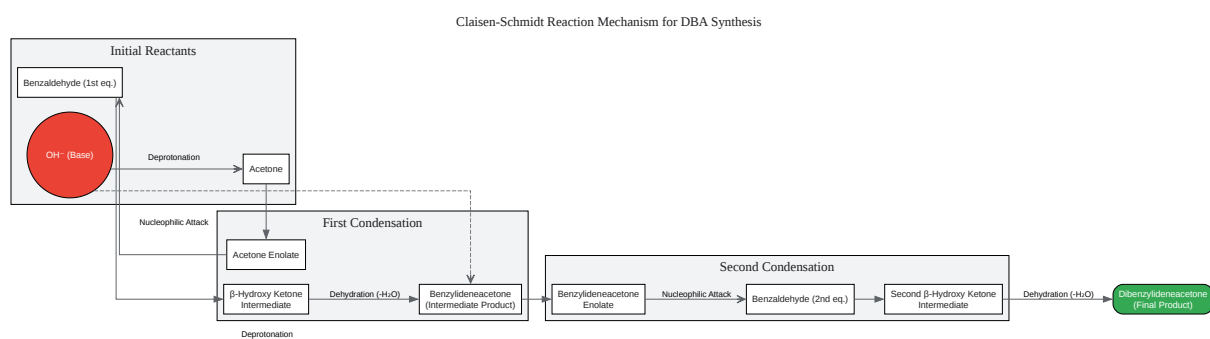 Claisen-Schmidt Reaction Mechanism for DBA Synthesis
Initial Reactants
Benzaldehyde (1st eq.)
OH⁻ (Base)
Deprotonation
Acetone
Nucleophilic Attack
First Condensation
Acetone Enolate
β-Hydroxy Ketone
Intermediate
Dehydration (-H₂O)
Benzylideneacetone
(Intermediate Product)
Deprotonation
Second Condensation
Benzylideneacetone
Enolate
Nucleophilic Attack
Benzaldehyde (2nd eq.)
Second β-Hydroxy Ketone
Intermediate
Dehydration (-H₂O)
Dibenzylideneacetone
(Final Product)